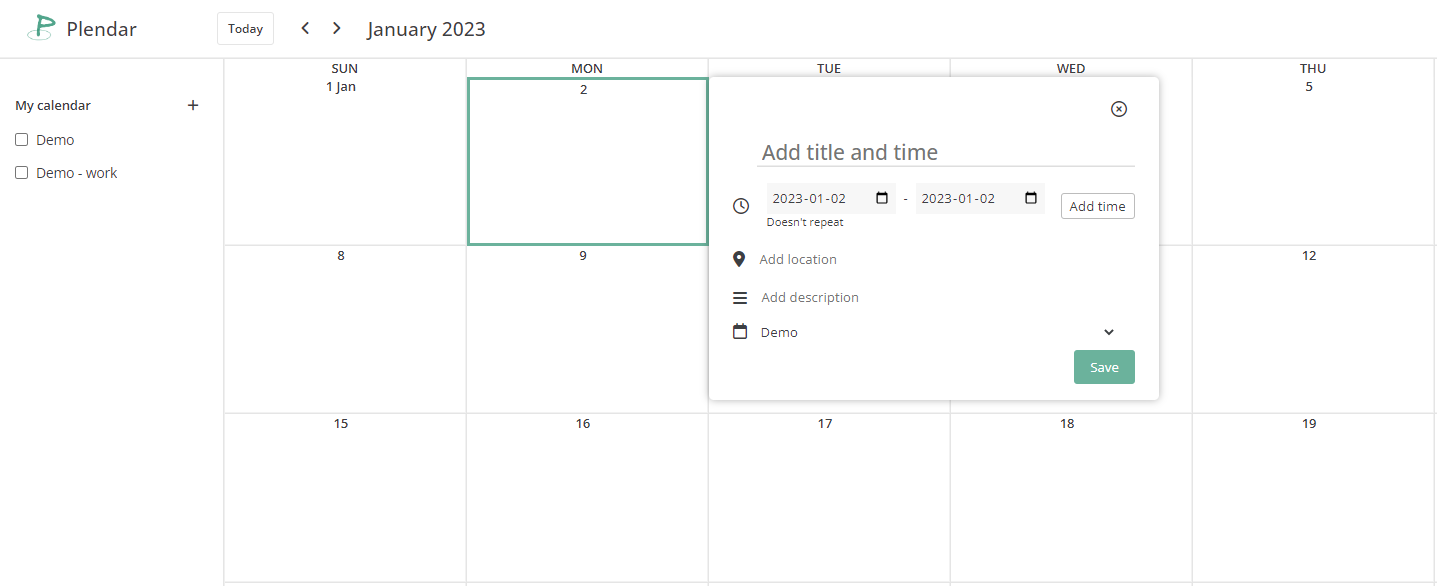 Plendar
Today
January 2023
My calendar
Demo
Demo - work
SUN MON TUE WED THU
1 Jan 2 5
Add title and time
2023-01-02 - 2023-01-02 Add time
Doesn't repeat
Add location
Add description
Demo
Save
8 9 12
15 16 17 18 19